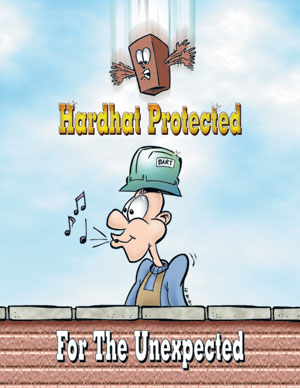 Hardhat Protected
BART
For The Unexpected